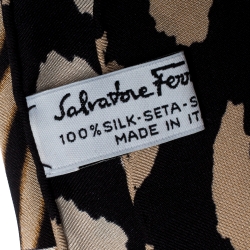 Salvatore Ferr
100% SILK-SETA-S
MADE IN IT